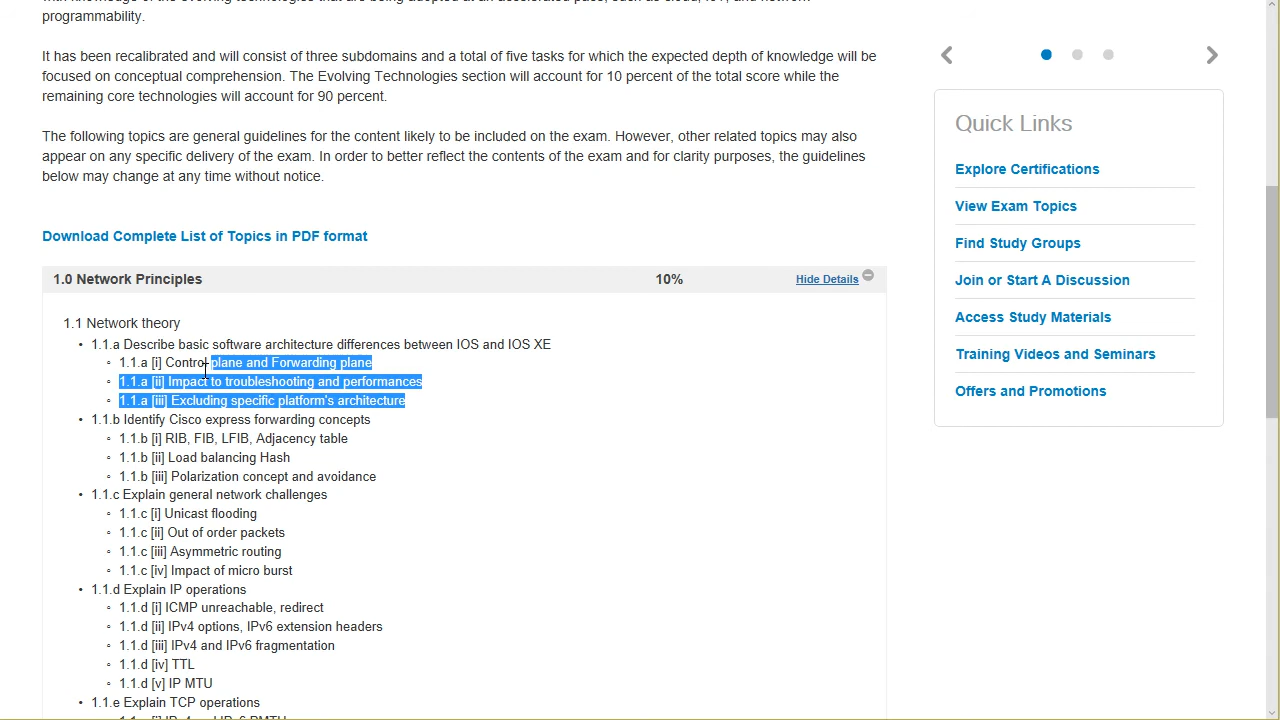 programmability.
It has been recalibrated and will consist of three subdomains and a total of five tasks for which the expected depth of knowledge will be
focused on conceptual comprehension. The Evolving Technologies section will account for 10 percent of the total score while the
remaining core technologies will account for 90 percent.
The following topics are general guidelines for the content likely to be included on the exam. However, other related topics may also
appear on any specific delivery of the exam. In order to better reflect the contents of the exam and for clarity purposes, the guidelines
below may change at any time without notice.
Download Complete List of Topics in PDF format
1.0 Network Principles 10% Hide Details
1.1 Network theory
• 1.1.a Describe basic software architecture differences between IOS and IOS XE
◦ 1.1.a [i] Control plane and Forwarding plane
◦ 1.1.a [ii] Impact to troubleshooting and performances
◦ 1.1.a [iii] Excluding specific platform's architecture
• 1.1.b Identify Cisco express forwarding concepts
◦ 1.1.b [i] RIB, FIB, LFIB, Adjacency table
◦ 1.1.b [ii] Load balancing Hash
◦ 1.1.b [iii] Polarization concept and avoidance
• 1.1.c Explain general network challenges
◦ 1.1.c [i] Unicast flooding
◦ 1.1.c [ii] Out of order packets
◦ 1.1.c [iii] Asymmetric routing
◦ 1.1.c [iv] Impact of micro burst
• 1.1.d Explain IP operations
◦ 1.1.d [i] ICMP unreachable, redirect
◦ 1.1.d [ii] IPv4 options, IPv6 extension headers
◦ 1.1.d [iii] IPv4 and IPv6 fragmentation
◦ 1.1.d [iv] TTL
◦ 1.1.d [v] IP MTU
• 1.1.e Explain TCP operations
Quick Links
Explore Certifications
View Exam Topics
Find Study Groups
Join or Start A Discussion
Access Study Materials
Training Videos and Seminars
Offers and Promotions